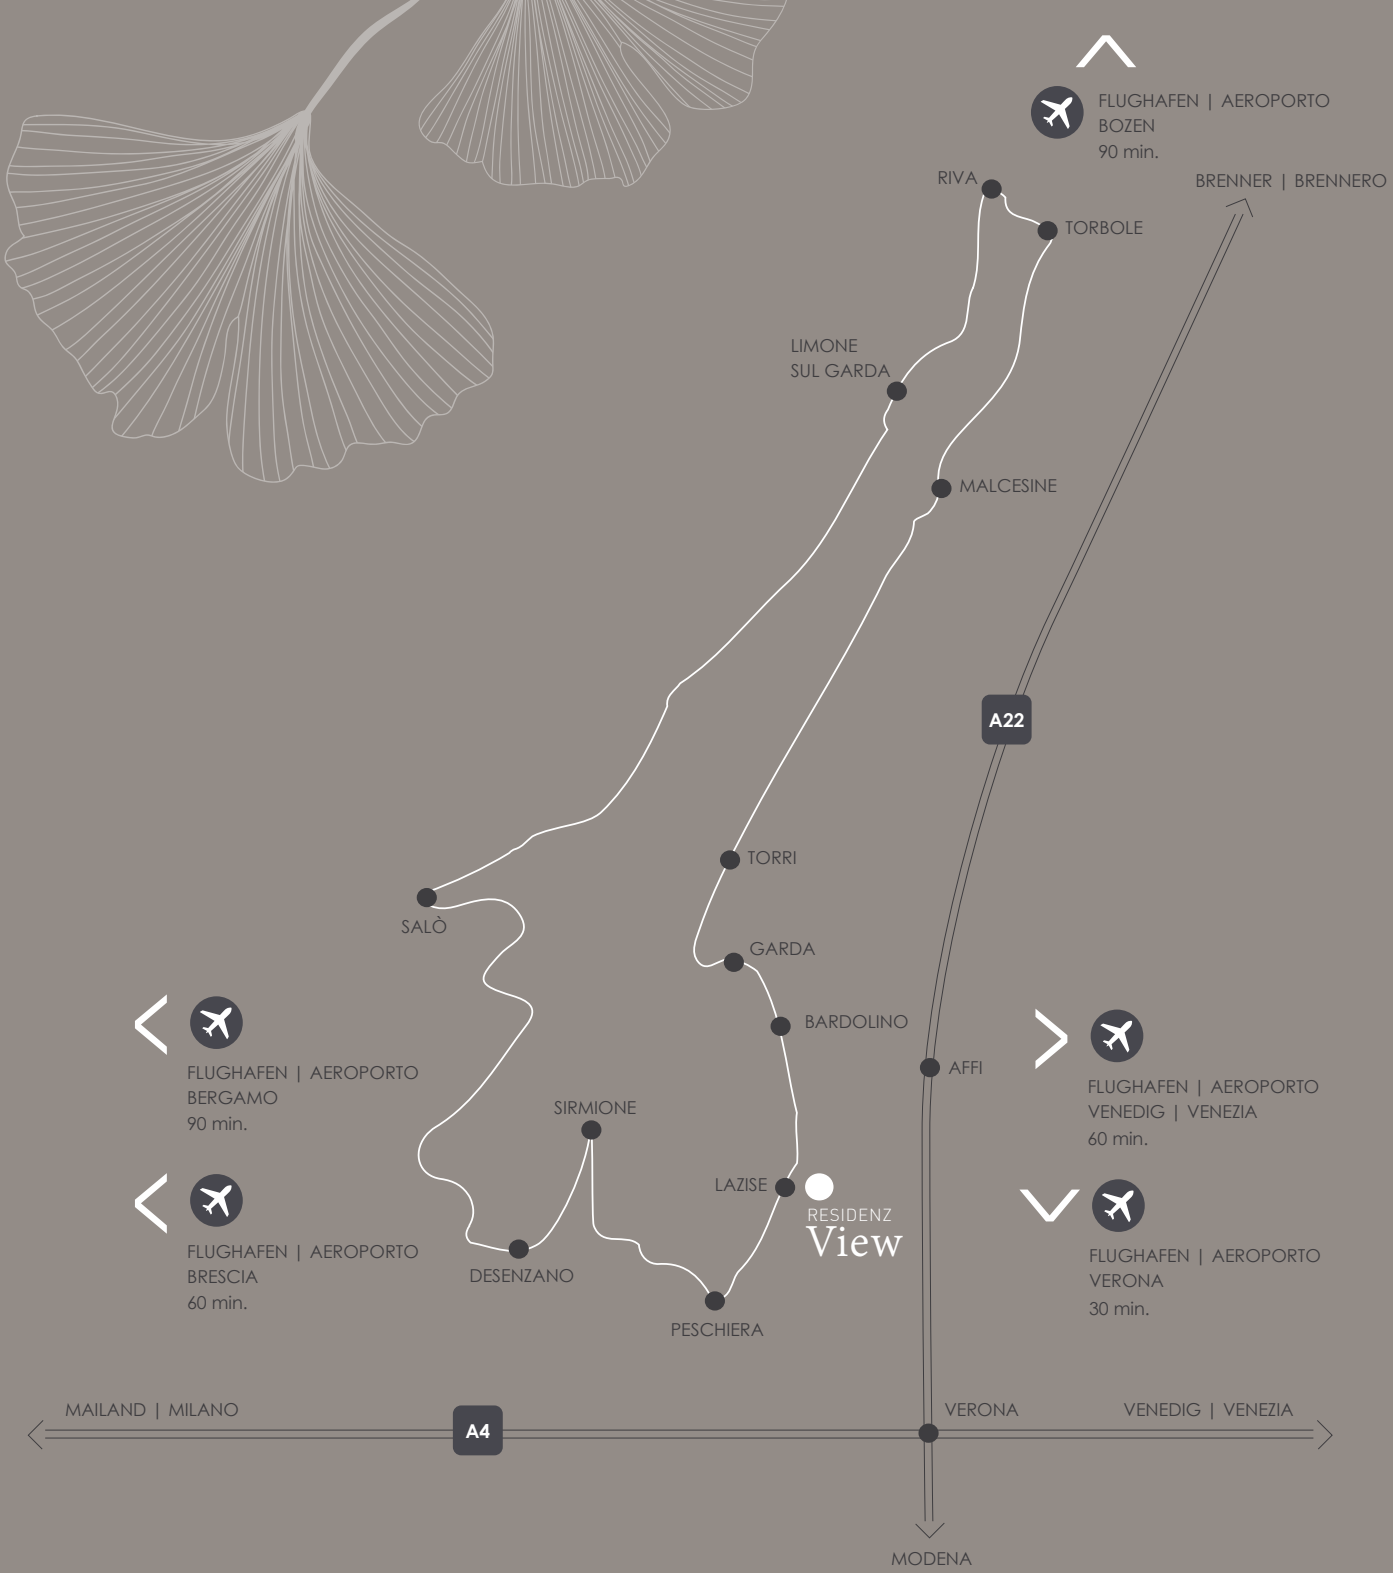 FLUGHAFEN | AEROPORTO
BOZEN
90 min.
RIVA
BRENNER | BRENNERO
TORBOLE
LIMONE
SUL GARDA
MALCESINE
A22
TORRI
SALÒ
GARDA
BARDOLINO
AFFI
FLUGHAFEN | AEROPORTO
BERGAMO
90 min.
FLUGHAFEN | AEROPORTO
VENEDIG | VENEZIA
60 min.
SIRMIONE
LAZISE
RESIDENZ
View
FLUGHAFEN | AEROPORTO
BRESCIA
60 min.
DESENZANO
FLUGHAFEN | AEROPORTO
VERONA
30 min.
PESCHIERA
MAILAND | MILANO
A4
VERONA
VENEDIG | VENEZIA
MODENA